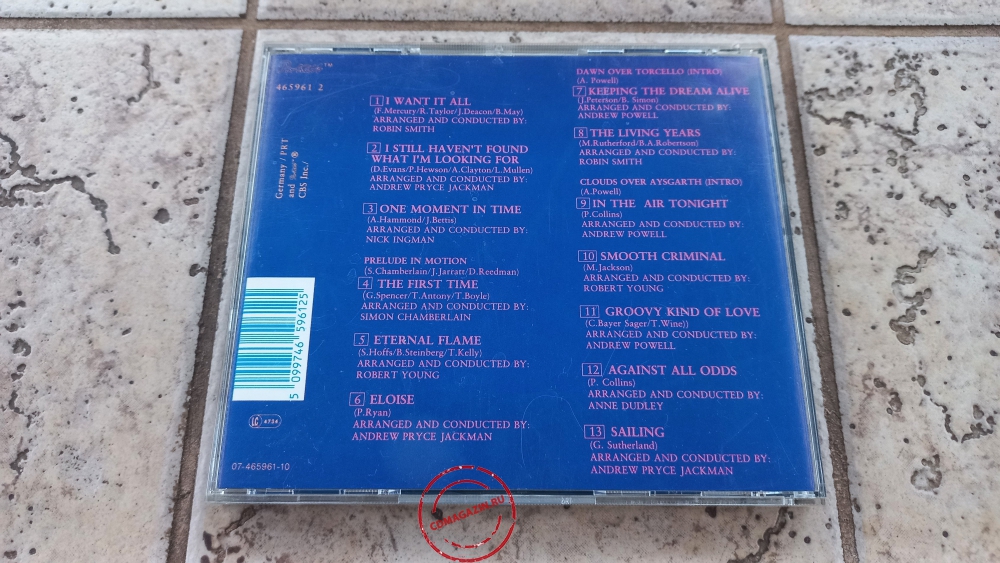 465961 2
Germany / PRT
and
CBS Inc./
5 099746 596125
LC 4724
07-465961-10
1 I WANT IT ALL
(F.Mercury/R.Taylor/J.Deacon/B.May)
ARRANGED AND CONDUCTED BY:
ROBIN SMITH
2 I STILL HAVEN'T FOUND
WHAT I'M LOOKING FOR
(D.Evans/P.Hewson/A.Clayton/L.Mullen)
ARRANGED AND CONDUCTED BY:
ANDREW PRYCE JACKMAN
3 ONE MOMENT IN TIME
(A.Hammond/J.Bettis)
ARRANGED AND CONDUCTED BY:
NICK INGMAN
PRELUDE IN MOTION
(S.Chamberlain/J.Jarratt/D.Reedman)
4 THE FIRST TIME
(G.Spencer/T.Antony/T.Boyle)
ARRANGED AND CONDUCTED BY:
SIMON CHAMBERLAIN
5 ETERNAL FLAME
(S.Hoffs/B.Steinberg/T.Kelly)
ARRANGED AND CONDUCTED BY:
ROBERT YOUNG
6 ELOISE
(P.Ryan)
ARRANGED AND CONDUCTED BY:
ANDREW PRYCE JACKMAN
DAWN OVER TORCELLO (INTRO)
(A. Powell)
7 KEEPING THE DREAM ALIVE
(J.Peterson/B. Simon)
ARRANGED AND CONDUCTED BY:
ANDREW POWELL
8 THE LIVING YEARS
(M.Rutherford/B.A.Robertson)
ARRANGED AND CONDUCTED BY:
ROBIN SMITH
CLOUDS OVER AYSGARTH (INTRO)
(A.Powell)
9 IN THE AIR TONIGHT
(P.Collins)
ARRANGED AND CONDUCTED BY:
ANDREW POWELL
10 SMOOTH CRIMINAL
(M. Jackson)
ARRANGED AND CONDUCTED BY:
ROBERT YOUNG
11 GROOVY KIND OF LOVE
(C.Bayer Sager/T.Wine))
ARRANGED AND CONDUCTED BY:
ANDREW POWELL
12 AGAINST ALL ODDS
(P. Collins)
ARRANGED AND CONDUCTED BY:
ANNE DUDLEY
13 SAILING
(G. Sutherland)
ARRANGED AND CONDUCTED BY:
ANDREW PRYCE JACKMAN
COMAGAZIN.RU